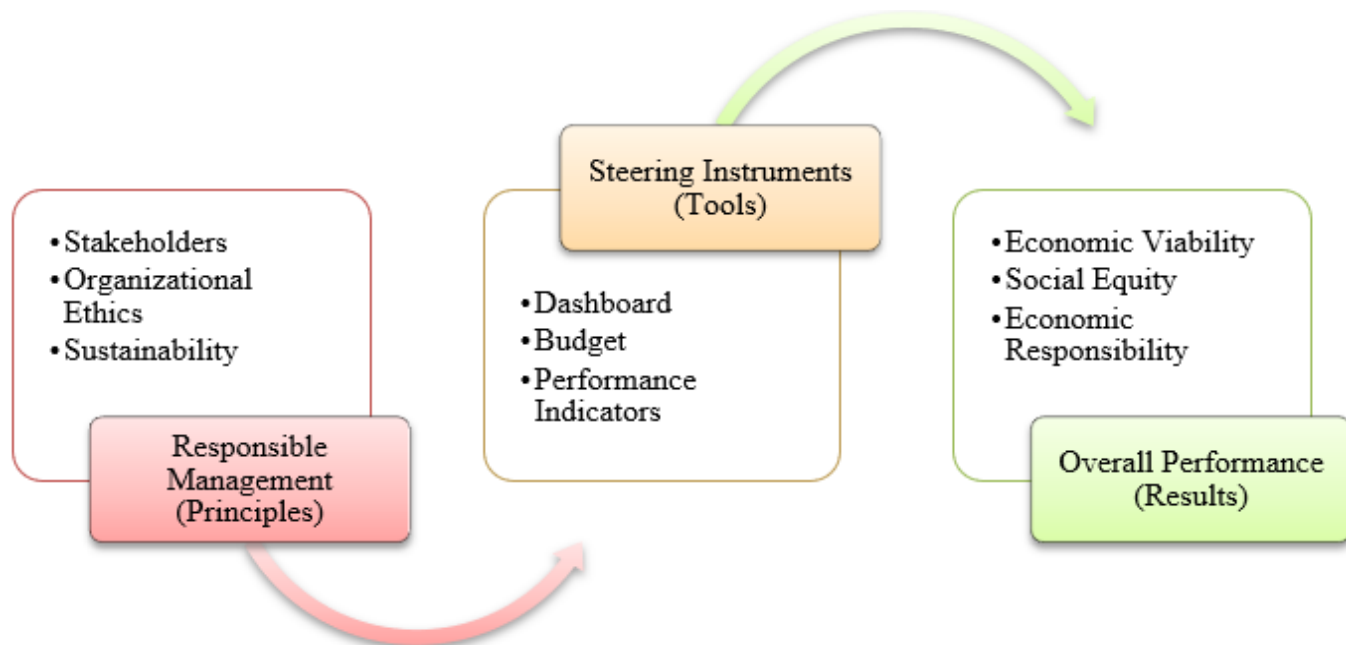 •Stakeholders
•Organizational
Ethics
•Sustainability
Responsible
Management
(Principles)
Steering Instruments
(Tools)
•Dashboard
•Budget
•Performance
Indicators
•Economic Viability
•Social Equity
•Economic
Responsibility
Overall Performance
(Results)